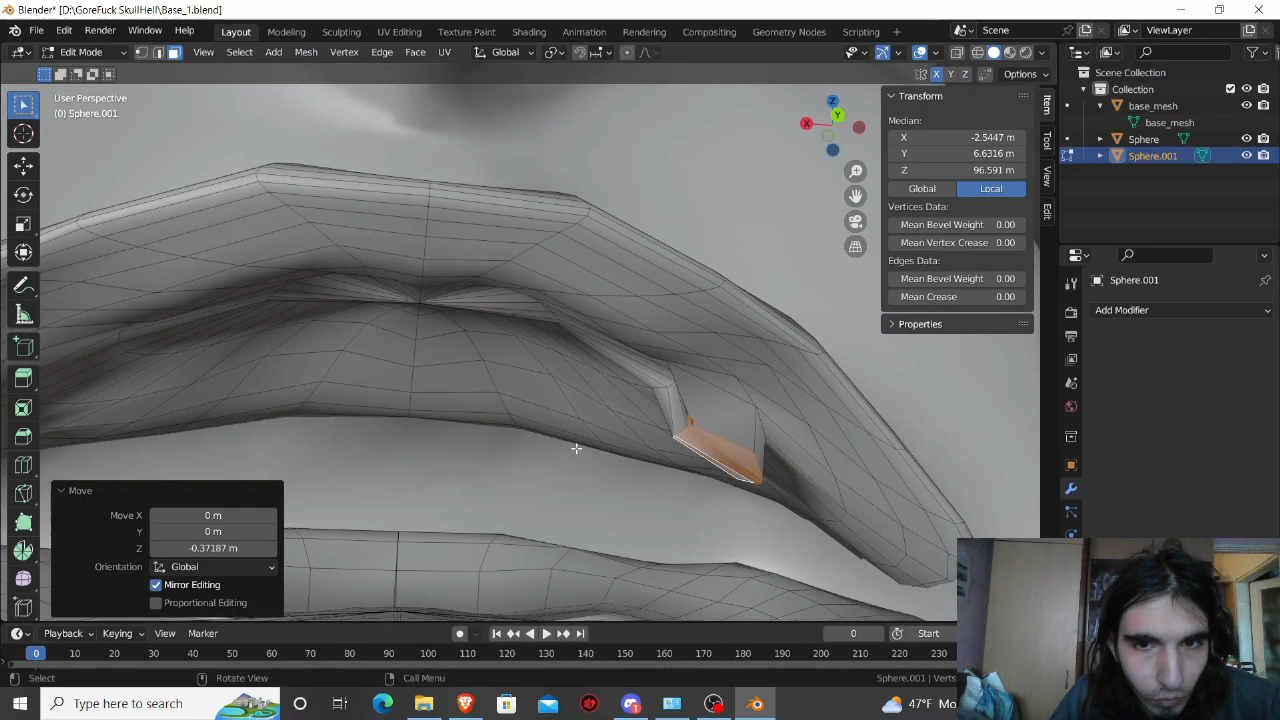 Blender* [D:\GoreFuck SkullHell\Base_1.blend]
File Edit Render Window Help Layout Modeling Sculpting UV Editing Texture Paint Shading Animation Rendering Compositing Geometry Nodes Scripting + Scene ViewLayer
Edit Mode View Select Add Mesh Vertex Edge Face UV Global
X Y Z Options
User Perspective
(0) Sphere.001
Z
Y
X
Transform
Median:
X -2.5447 m
Y 6.6316 m
Z 96.591 m
Global Local
Vertices Data:
Mean Bevel Weight 0.00
Mean Vertex Crease 0.00
Edges Data:
Mean Bevel Weight 0.00
Mean Crease 0.00
Properties
Item
Tool
View
Edit
Scene Collection
Collection
base_mesh
base_mesh
Sphere
Sphere.001
Sphere.001
Add Modifier
Move
Move X 0 m
Y 0 m
Z -0.37187 m
Orientation Global
Mirror Editing
Proportional Editing
Playback Keying View Marker 0 Start
0 10 20 30 40 50 60 70 80 90 100 110 120 130 140 150 160 170 180 190 200 210 220 230
Select Rotate View Call Menu Sphere.001 | Verts
Type here to search 1 47°F Mo